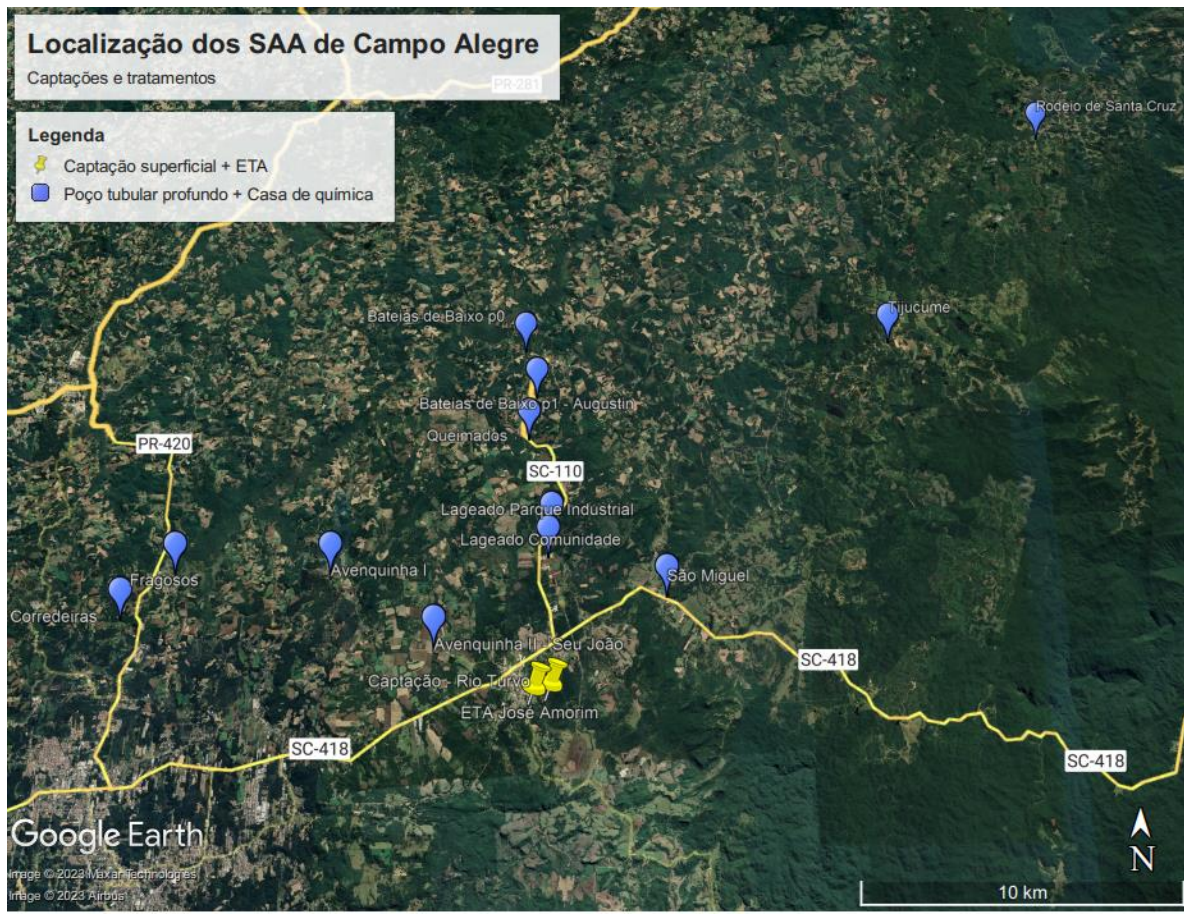 Localização dos SAA de Campo Alegre
Captações e tratamentos
PR-281
Legenda
Captação superficial + ETA
Poço tubular profundo + Casa de química
Rodeio de Santa Cruz
Tijucume
Bateias de Baixo p0
Bateias de Baixo p1 - Augustin
Queimados
PR-420
SC-110
Lageado Parque Industrial
Lageado Comunidade
Avenquinha I
São Miguel
Fragosos
Corredeiras
Avenquinha II - Seu João
SC-418
Captação - Rio Turvo
ETA José Amorim
SC-418
SC-418
Google Earth
Image © 2023 Maxar Technologies
Image © 2023 Airbus
N
10 km